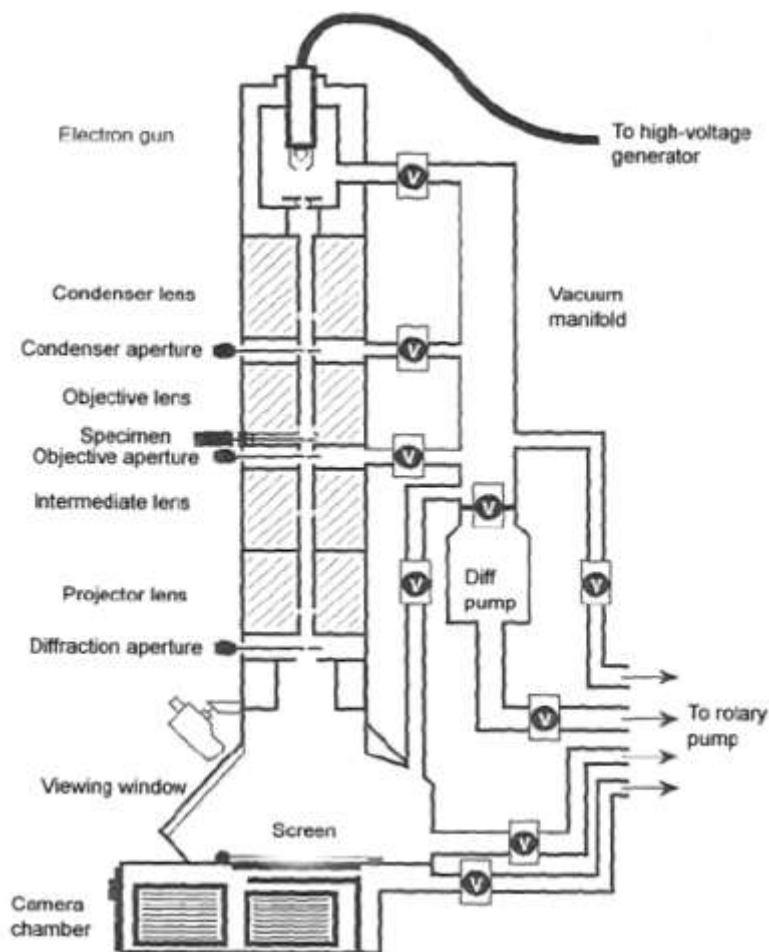 Electron gun
To high-voltage
generator
V
Condenser lens
Vacuum
manifold
Condenser aperture
V
Objective lens
Specimen
Objective aperture
V
Intermediate lens
V
Projector lens
Diff
pump
V
V
Diffraction aperture
V
To rotary
pump
Viewing window
Screen
V
V
Camera
chamber